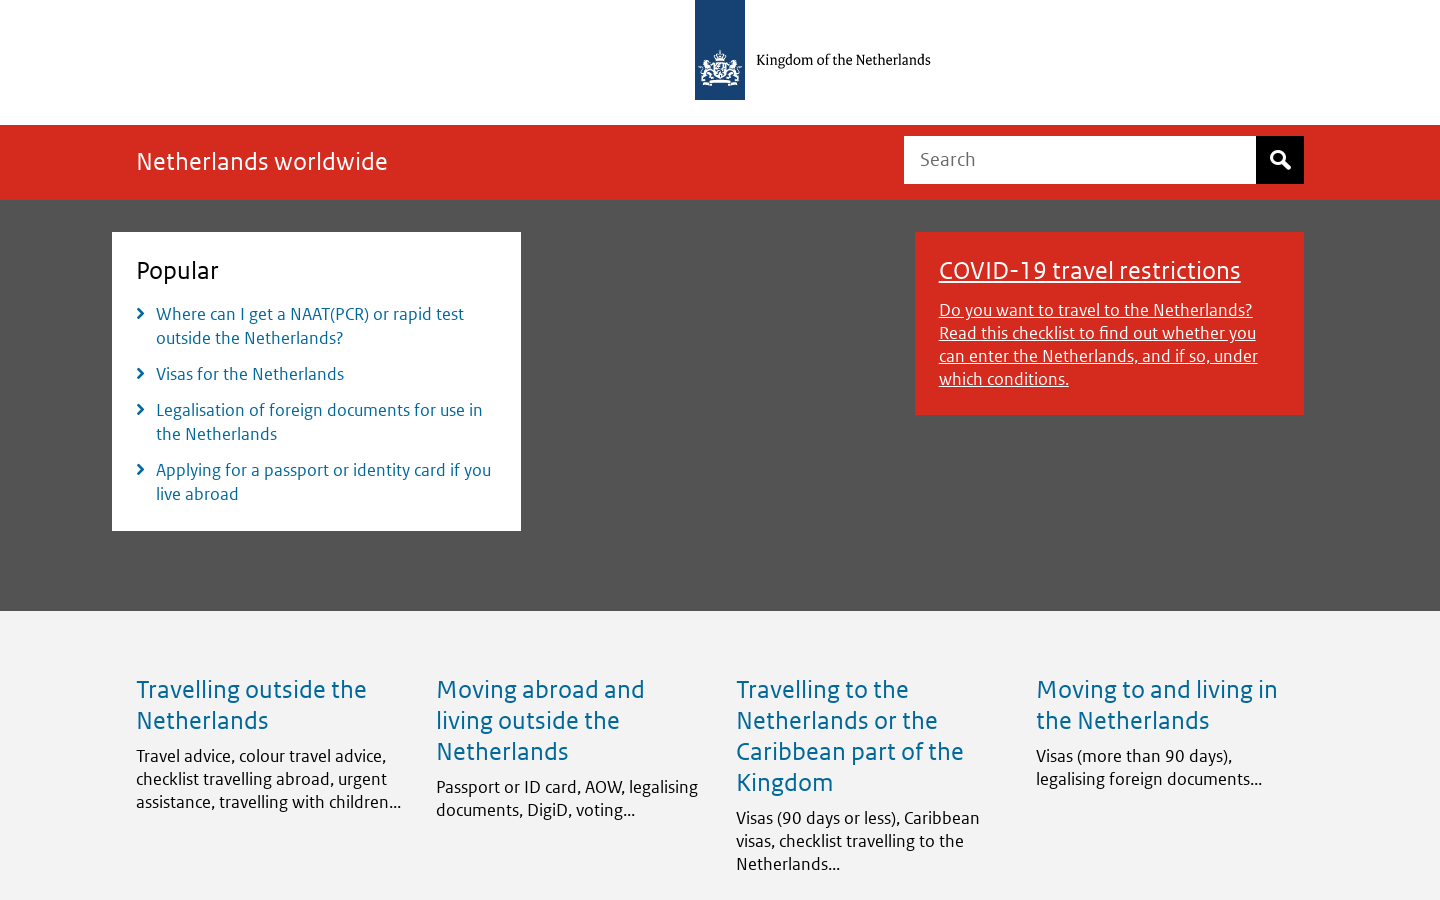 Kingdom of the Netherlands
Netherlands worldwide
Search
Popular
Where can I get a NAAT(PCR) or rapid test
outside the Netherlands?
Visas for the Netherlands
Legalisation of foreign documents for use in
the Netherlands
Applying for a passport or identity card if you
live abroad
COVID-19 travel restrictions
Do you want to travel to the Netherlands?
Read this checklist to find out whether you
can enter the Netherlands, and if so, under
which conditions.
Travelling outside the
Netherlands
Travel advice, colour travel advice,
checklist travelling abroad, urgent
assistance, travelling with children...
Moving abroad and
living outside the
Netherlands
Passport or ID card, AOW, legalising
documents, DigiD, voting...
Travelling to the
Netherlands or the
Caribbean part of the
Kingdom
Visas (90 days or less), Caribbean
visas, checklist travelling to the
Netherlands...
Moving to and living in
the Netherlands
Visas (more than 90 days),
legalising foreign documents...